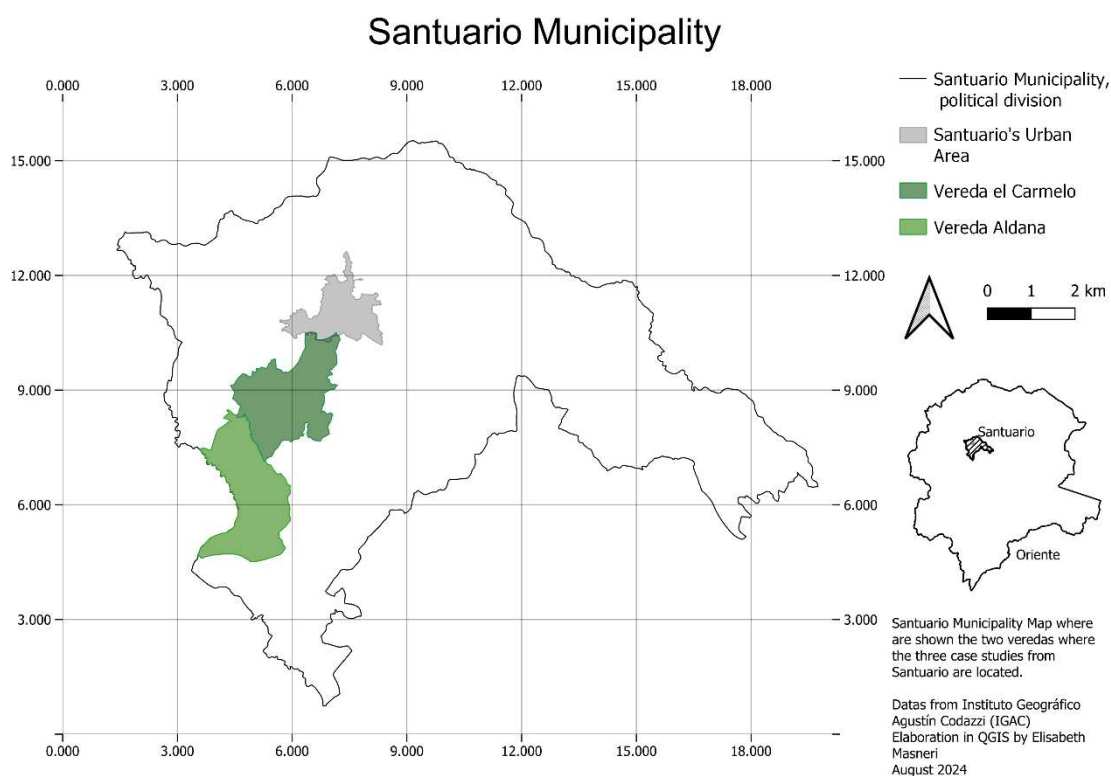 Santuario Municipality
0.000 3.000 6.000 9.000 12.000 15.000 18.000
15.000 15.000
12.000 12.000
9.000 9.000
6.000 6.000
3.000 3.000
0.000 3.000 6.000 9.000 12.000 15.000 18.000
Santuario Municipality,
political division
Santuario's Urban
Area
Vereda el Carmelo
Vereda Aldana
0 1 2 km
Santuario
Oriente
Santuario Municipality Map where
are shown the two veredas where
the three case studies from
Santuario are located.
Datas from Instituto Geográfico
Agustín Codazzi (IGAC)
Elaboration in QGIS by Elisabeth
Masneri
August 2024